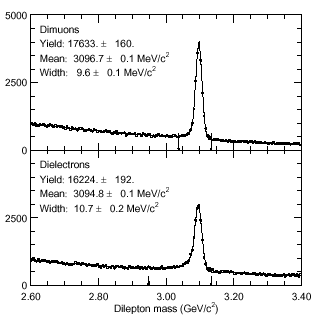 5000
Dimuons
Yield: 17633. ± 160.
Mean: 3096.7 ± 0.1 MeV/c²
Width: 9.6 ± 0.1 MeV/c²
2500
0
Dielectrons
Yield: 16224. ± 192.
Mean: 3094.8 ± 0.1 MeV/c²
Width: 10.7 ± 0.2 MeV/c²
2500
0
2.60 2.80 3.00 3.20 3.40
Dilepton mass (GeV/c²)